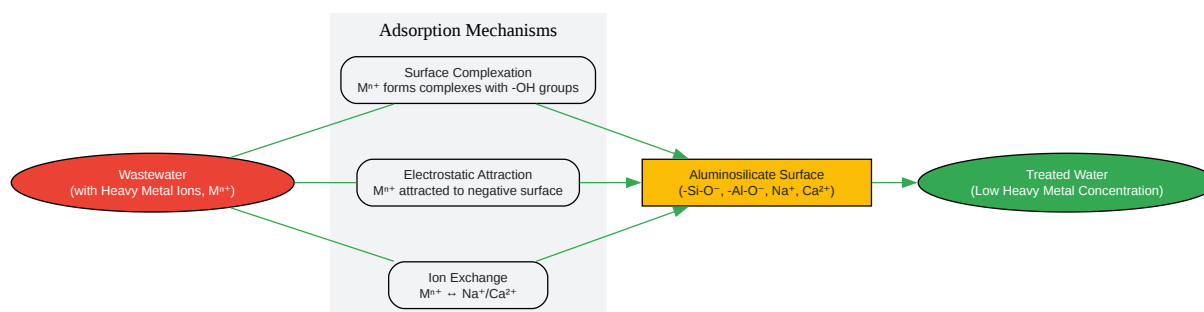 Adsorption Mechanisms
Surface Complexation
Mⁿ⁺ forms complexes with -OH groups
Wastewater
(with Heavy Metal Ions, Mⁿ⁺)
Electrostatic Attraction
Mⁿ⁺ attracted to negative surface
Aluminosilicate Surface
(-Si-O⁻, -Al-O⁻, Na⁺, Ca²⁺)
Treated Water
(Low Heavy Metal Concentration)
Ion Exchange
Mⁿ⁺ ↔ Na⁺/Ca²⁺